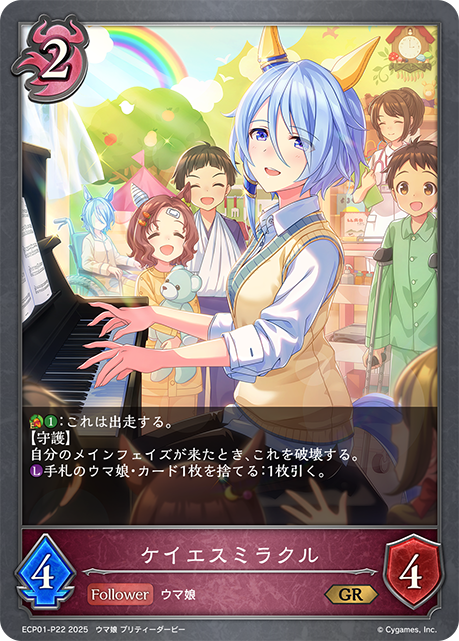 2
①：これは出走する。
【守護】
自分のメインフェイズが来たとき、これを破壊する。
L 手札のウマ娘・カード1枚を捨てる：1枚引く。
ケイエスミラクル
4
Follower ウマ娘
GR
4
ECP01-P22 2025 ウマ娘 プリティーダービー
© Cygames, Inc.